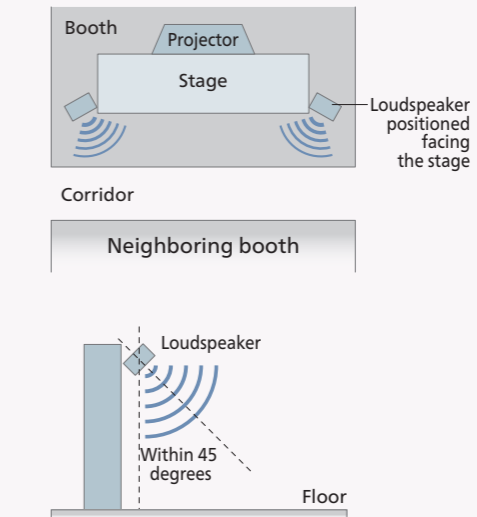 Booth
Projector
Stage
Loudspeaker
positioned
facing
the stage
Corridor
Neighboring booth
Loudspeaker
Within 45
degrees
Floor